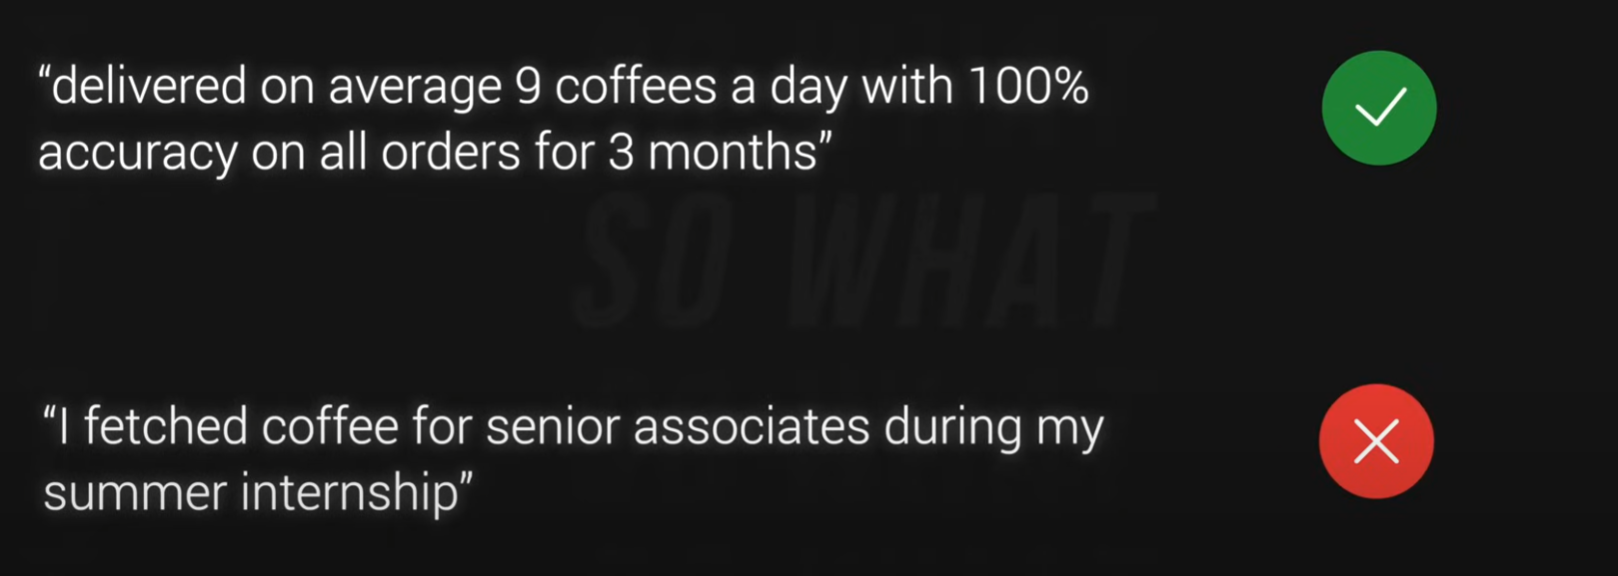 “delivered on average 9 coffees a day with 100%
accuracy on all orders for 3 months”
SO WHAT
“I fetched coffee for senior associates during my
summer internship”